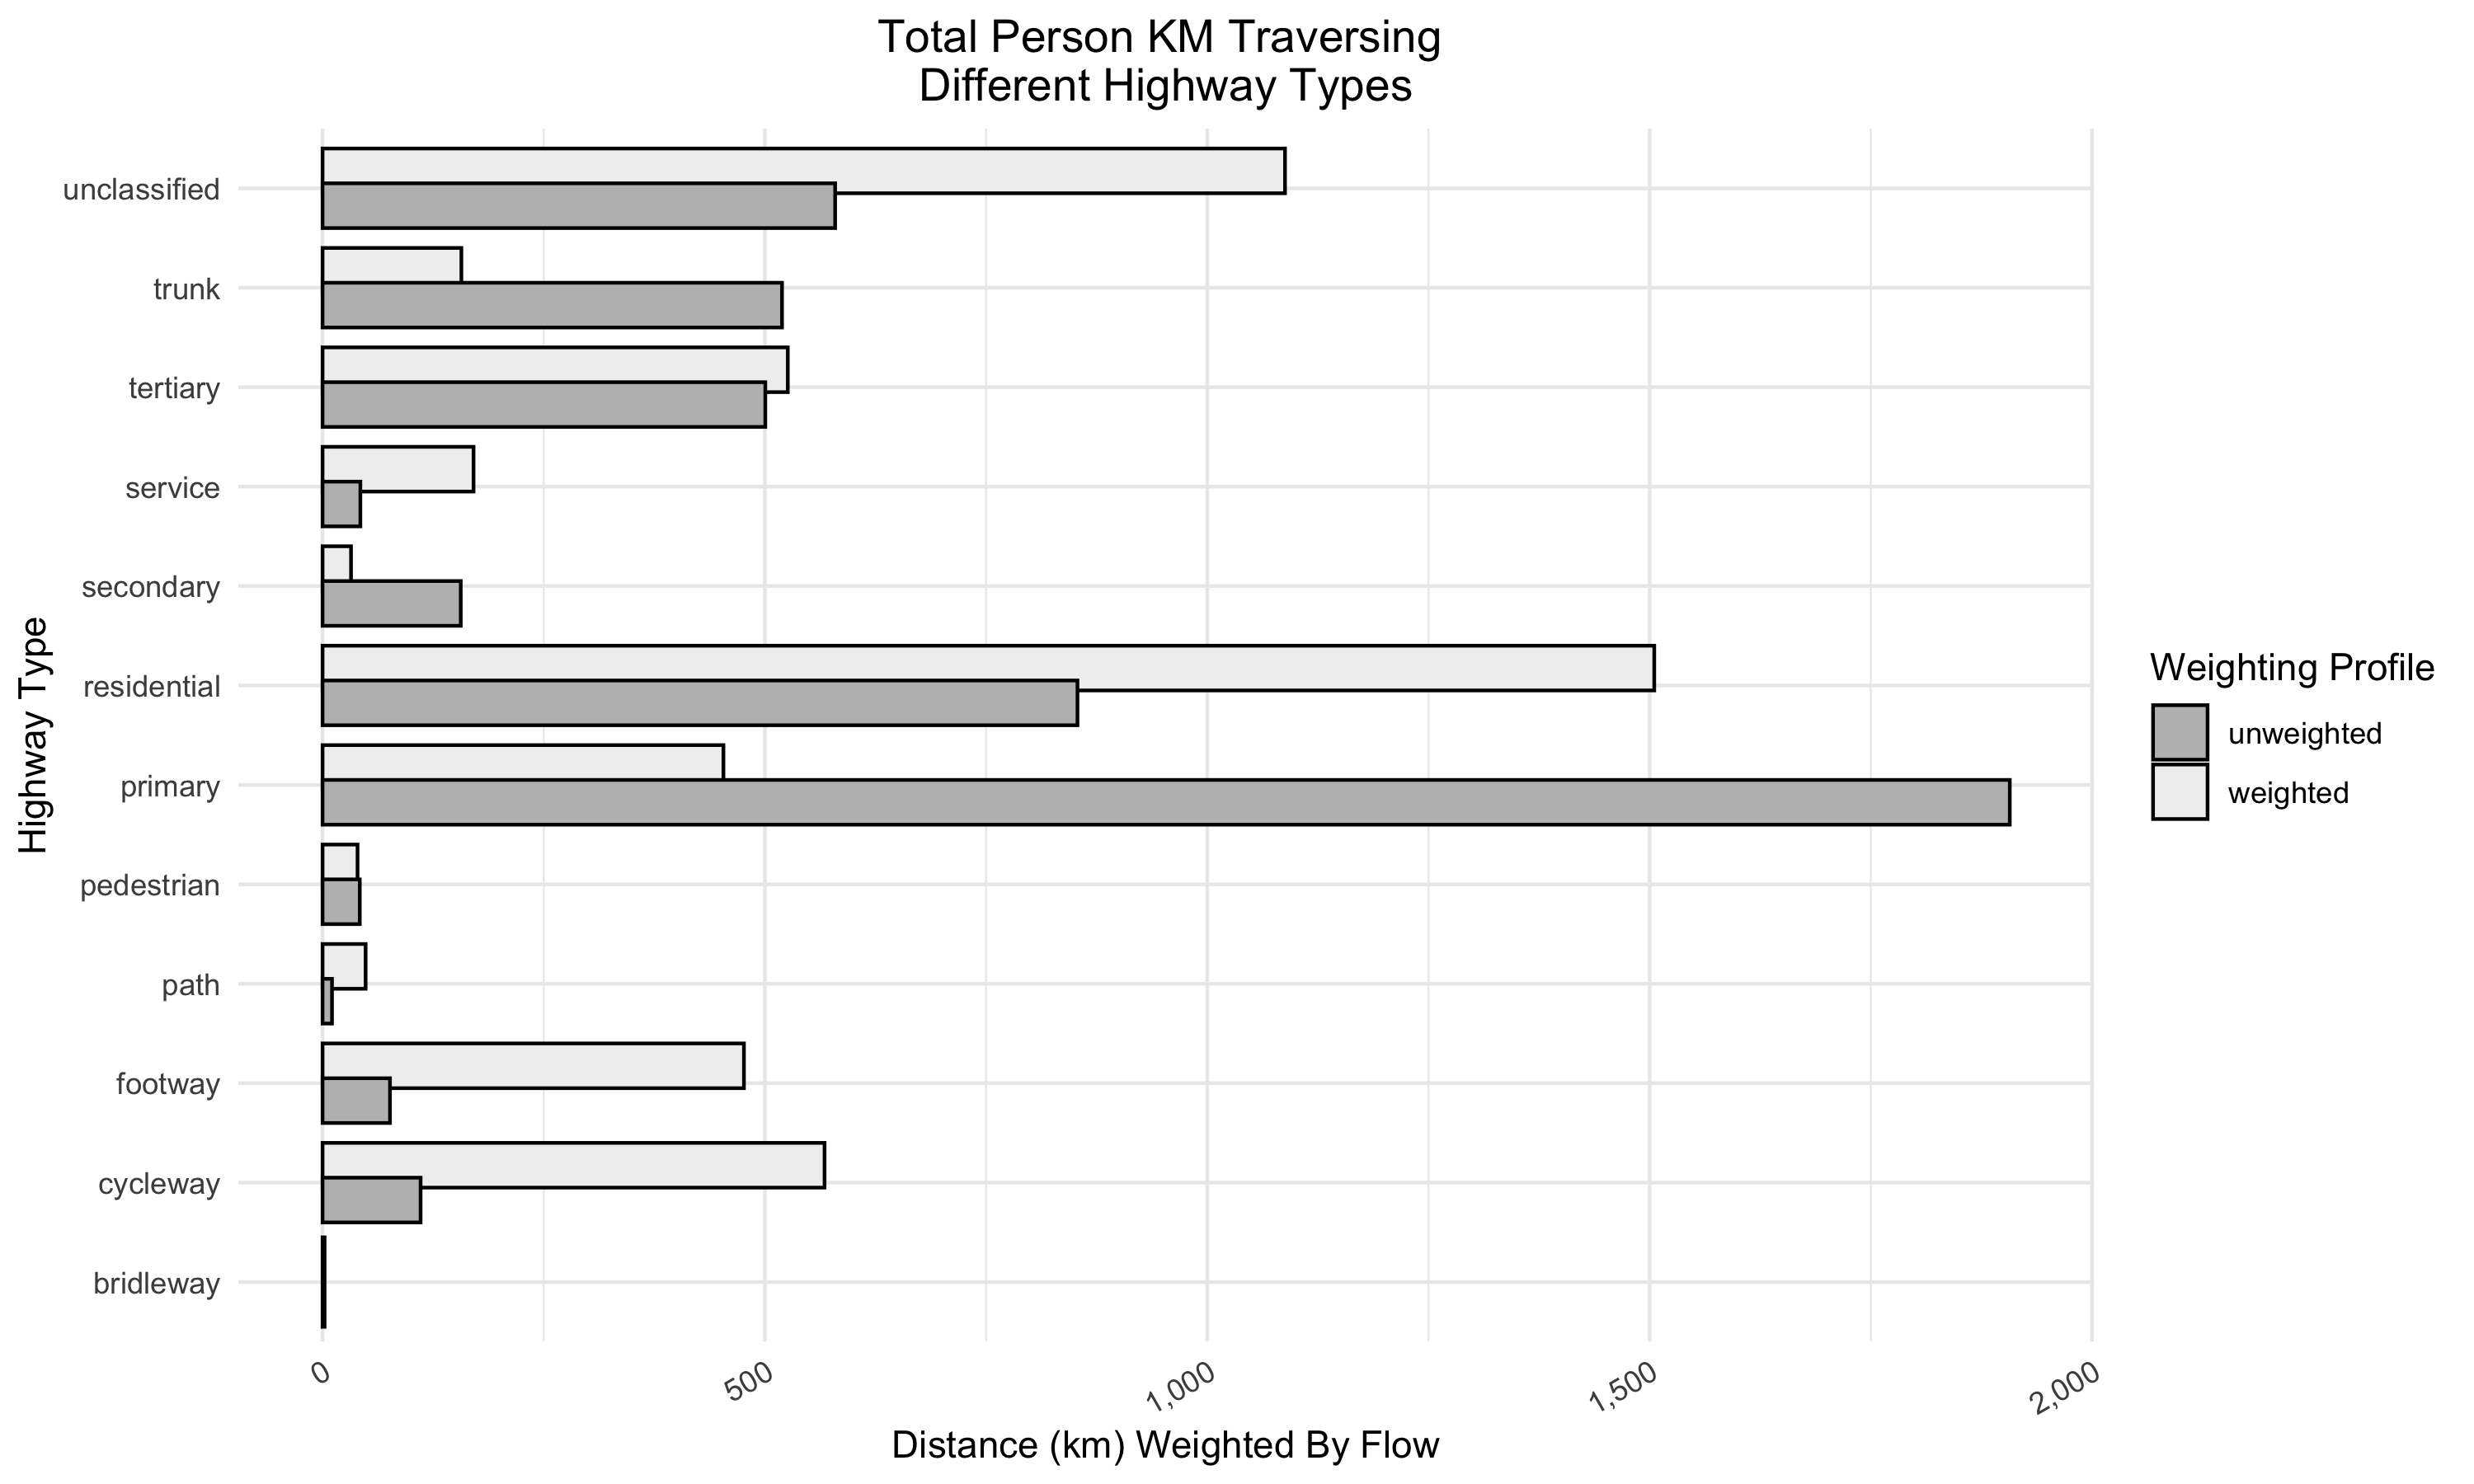 Total Person KM Traversing
Different Highway Types
Highway Type
unclassified
trunk
tertiary
service
secondary
residential
primary
pedestrian
path
footway
cycleway
bridleway
0
500
1,000
1,500
2,000
Distance (km) Weighted By Flow
Weighting Profile
unweighted
weighted